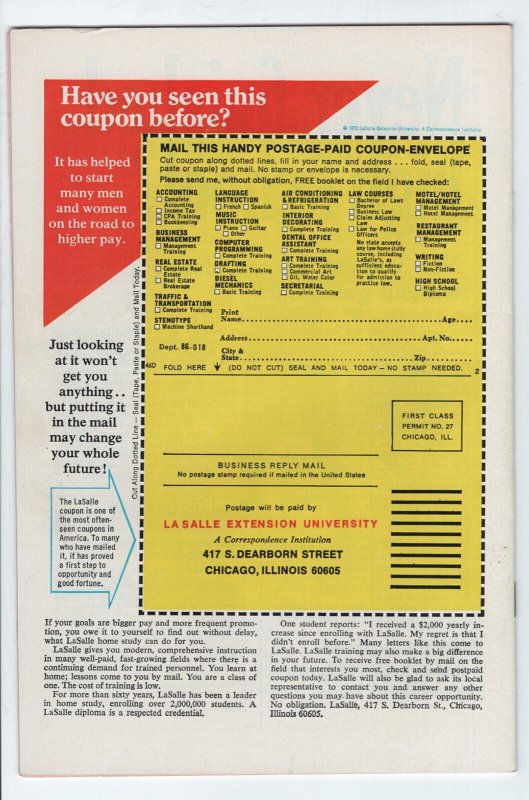 Have you seen this
coupon before?
© 1972 LaSalle Extension University, A Correspondence Institution
It has helped
to start
many men
and women
on the road to
higher pay.
MAIL THIS HANDY POSTAGE-PAID COUPON-ENVELOPE
Cut coupon along dotted lines, fill in your name and address . . . fold, seal (tape,
paste or staple) and mail. No stamp or envelope is necessary.
Please send me, without obligation, FREE booklet on the field I have checked:
ACCOUNTING
Complete
Accounting
Income Tax
CPA Training
Bookkeeping
BUSINESS
MANAGEMENT
Management
Training
REAL ESTATE
Complete Real
Estate
Real Estate
Brokerage
TRAFFIC &
TRANSPORTATION
Complete Training
STENOTYPE
Machine Shorthand
LANGUAGE
INSTRUCTION
French Spanish
MUSIC
INSTRUCTION
Piano Guitar
Other
COMPUTER
PROGRAMMING
Complete Training
DRAFTING
Complete Training
DIESEL
MECHANICS
Basic Training
AIR CONDITIONING
& REFRIGERATION
Basic Training
INTERIOR
DECORATING
Complete Training
DENTAL OFFICE
ASSISTANT
Complete Training
ART TRAINING
Complete Training
Commercial Art
Oil, Water Color
SECRETARIAL
Complete Training
LAW COURSES
Bachelor of Laws
Degree
Business Law
Claim Adjusting
Law
Law for Police
Officers
No state accepts
any law home study
course, including
LaSalle's, as
sufficient educa-
tion to qualify
for admission to
practice law.
MOTEL/HOTEL
MANAGEMENT
Motel Management
Hotel Management
RESTAURANT
MANAGEMENT
Management
Training
WRITING
Fiction
Non-Fiction
HIGH SCHOOL
High School
Diploma
Print
Name Age
Address Apt. No.
Dept. 86-018
City &
State Zip
46D FOLD HERE (DO NOT CUT) SEAL AND MAIL TODAY—NO STAMP NEEDED. 2
Cut Along Dotted Line — Seal (Tape, Paste or Staple) and Mail Today.
Just looking
at it won't
get you
anything . .
but putting it
in the mail
may change
your whole
future !
The LaSalle
coupon is one of
the most often-
seen coupons in
America. To many
who have mailed
it, it has proved
a first step to
opportunity and
good fortune.
FIRST CLASS
PERMIT NO. 27
CHICAGO, ILL.
BUSINESS REPLY MAIL
No postage stamp required if mailed in the United States
Postage will be paid by
LA SALLE EXTENSION UNIVERSITY
A Correspondence Institution
417 S. DEARBORN STREET
CHICAGO, ILLINOIS 60605
If your goals are bigger pay and more frequent promo-
tion, you owe it to yourself to find out without delay,
what LaSalle home study can do for you.
LaSalle gives you modern, comprehensive instruction
in many well-paid, fast-growing fields where there is a
continuing demand for trained personnel. You learn at
home; lessons come to you by mail. You are a class of
one. The cost of training is low.
For more than sixty years, LaSalle has been a leader
in home study, enrolling over 2,000,000 students. A
LaSalle diploma is a respected credential.
One student reports: "I received a $2,000 yearly in-
crease since enrolling with LaSalle. My regret is that I
didn't enroll before." Many letters like this come to
LaSalle. LaSalle training may also make a big difference
in your future. To receive free booklet by mail on the
field that interests you most, check and send postpaid
coupon today. LaSalle will also be glad to ask its local
representative to contact you and answer any other
questions you may have about this career opportunity.
No obligation. LaSalle, 417 S. Dearborn St., Chicago,
Illinois 60605.